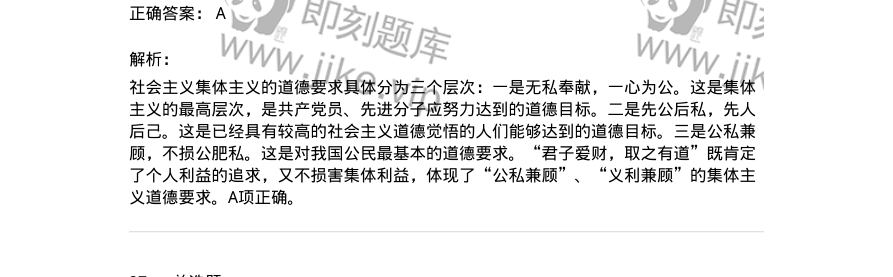 正确答案： A
即刻题库
www.jike.vip
解析：
社会主义集体主义的道德要求具体分为三个层次：一是无私奉献，一心为公。这是集体
主义的最高层次，是共产党员、先进分子应努力达到的道德目标。二是先公后私，先人
后己。这是已经具有较高的社会主义道德觉悟的人们能够达到的道德目标。三是公私兼
顾，不损公肥私。这是对我国公民最基本的道德要求。“君子爱财，取之有道”既肯定
了个人利益的追求，又不损害集体利益，体现了“公私兼顾”、“义利兼顾”的集体主
义道德要求。A项正确。